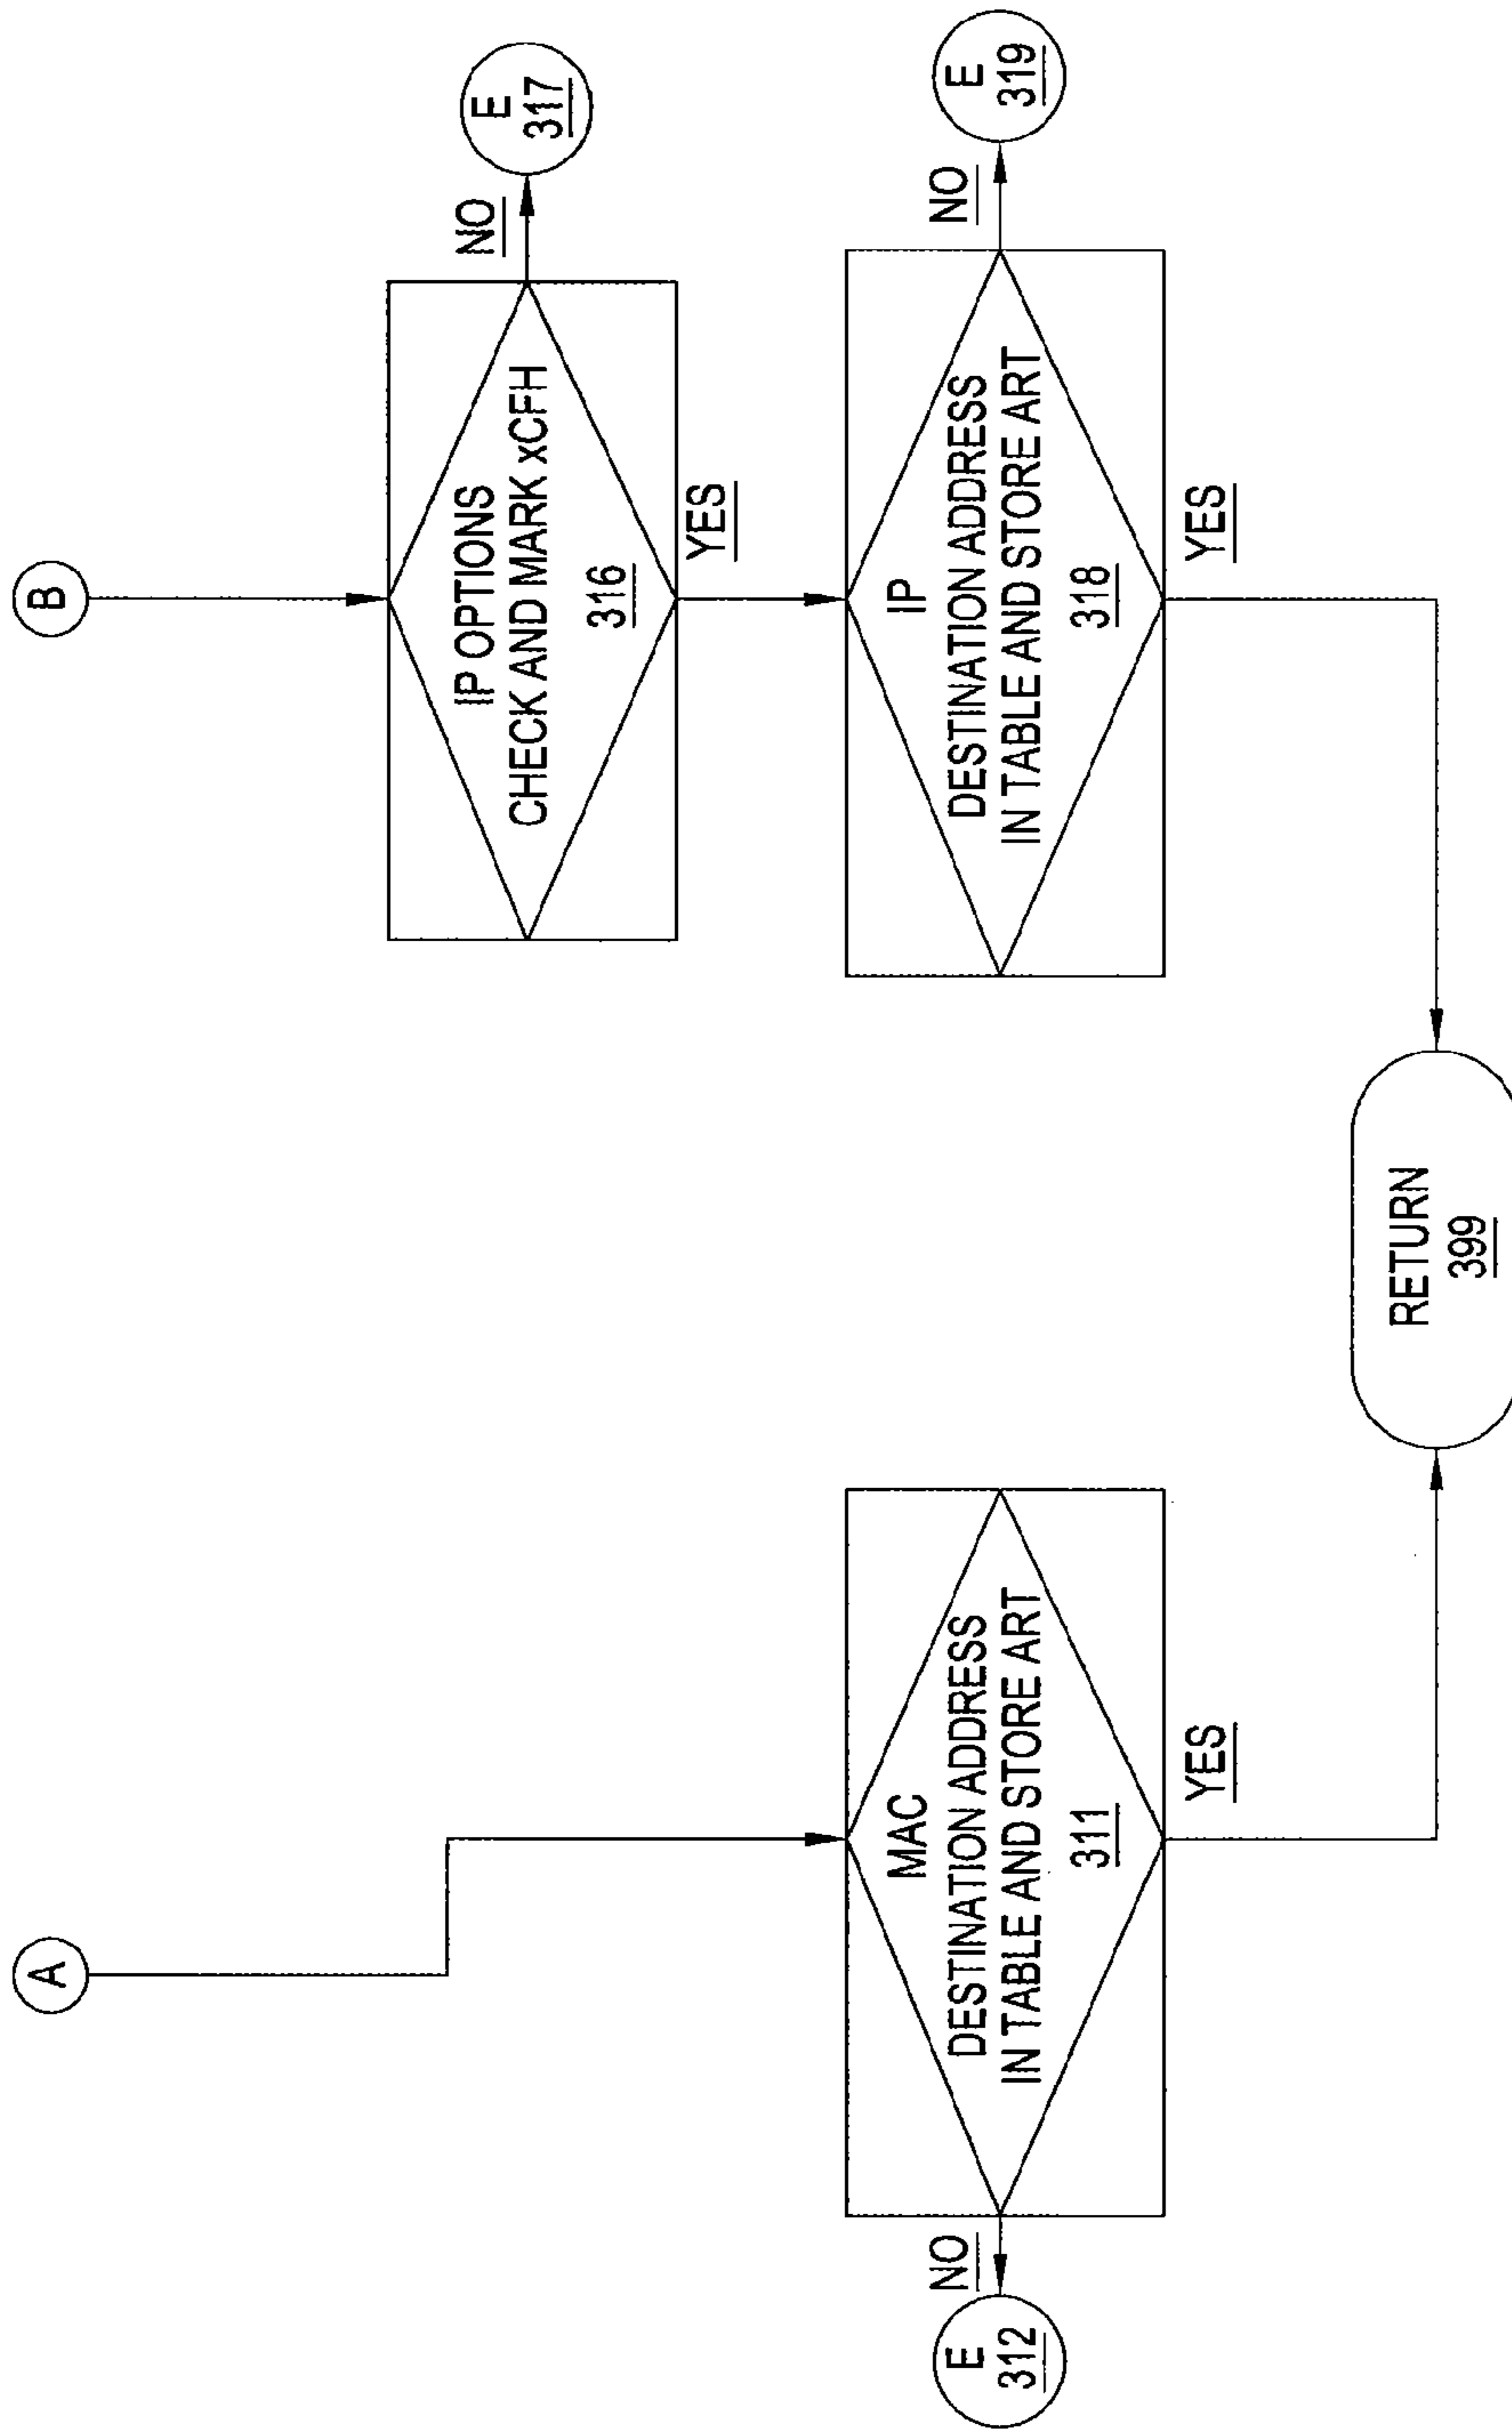 A
B
IP OPTIONS
CHECK AND MARK xCFH
316
NO
E
317
YES
MAC
DESTINATION ADDRESS
IN TABLE AND STORE ART
311
NO
E
312
YES
IP
DESTINATION ADDRESS
IN TABLE AND STORE ART
318
NO
E
319
YES
RETURN
399